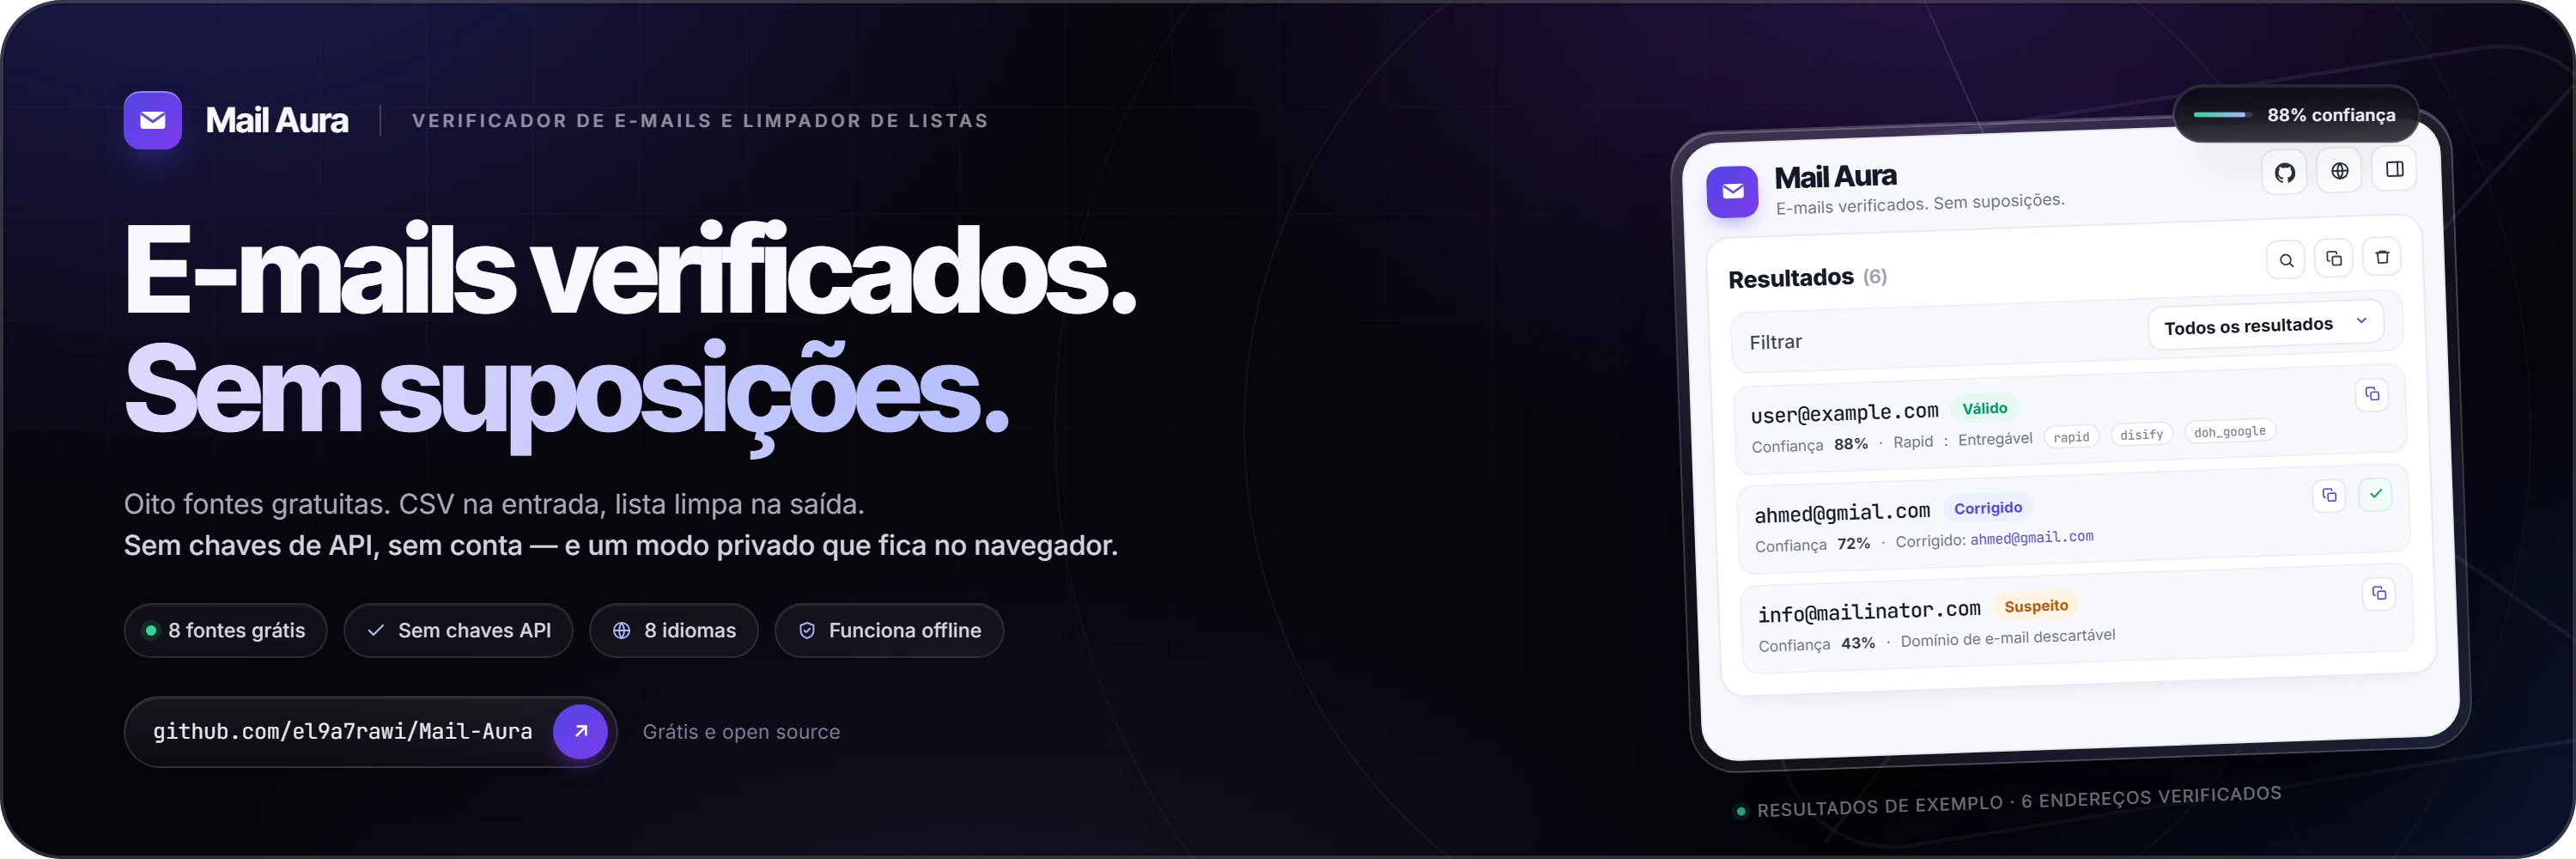 Mail Aura
VERIFICADOR DE E-MAILS E LIMPADOR DE LISTAS
E-mails verificados.
Sem suposições.
Oito fontes gratuitas. CSV na entrada, lista limpa na saída.
Sem chaves de API, sem conta — e um modo privado que fica no navegador.
8 fontes grátis
Sem chaves API
8 idiomas
Funciona offline
github.com/el9a7rawi/Mail-Aura
Grátis e open source
88% confiança
Mail Aura
E-mails verificados. Sem suposições.
Resultados (6)
Filtrar
Todos os resultados
user@example.com Válido
Confiança 88% · Rapid : Entregável rapid disify doh_google
ahmed@gmial.com Corrigido
Confiança 72% · Corrigido: ahmed@gmail.com
info@mailinator.com Suspeito
Confiança 43% · Domínio de e-mail descartável
RESULTADOS DE EXEMPLO · 6 ENDEREÇOS VERIFICADOS